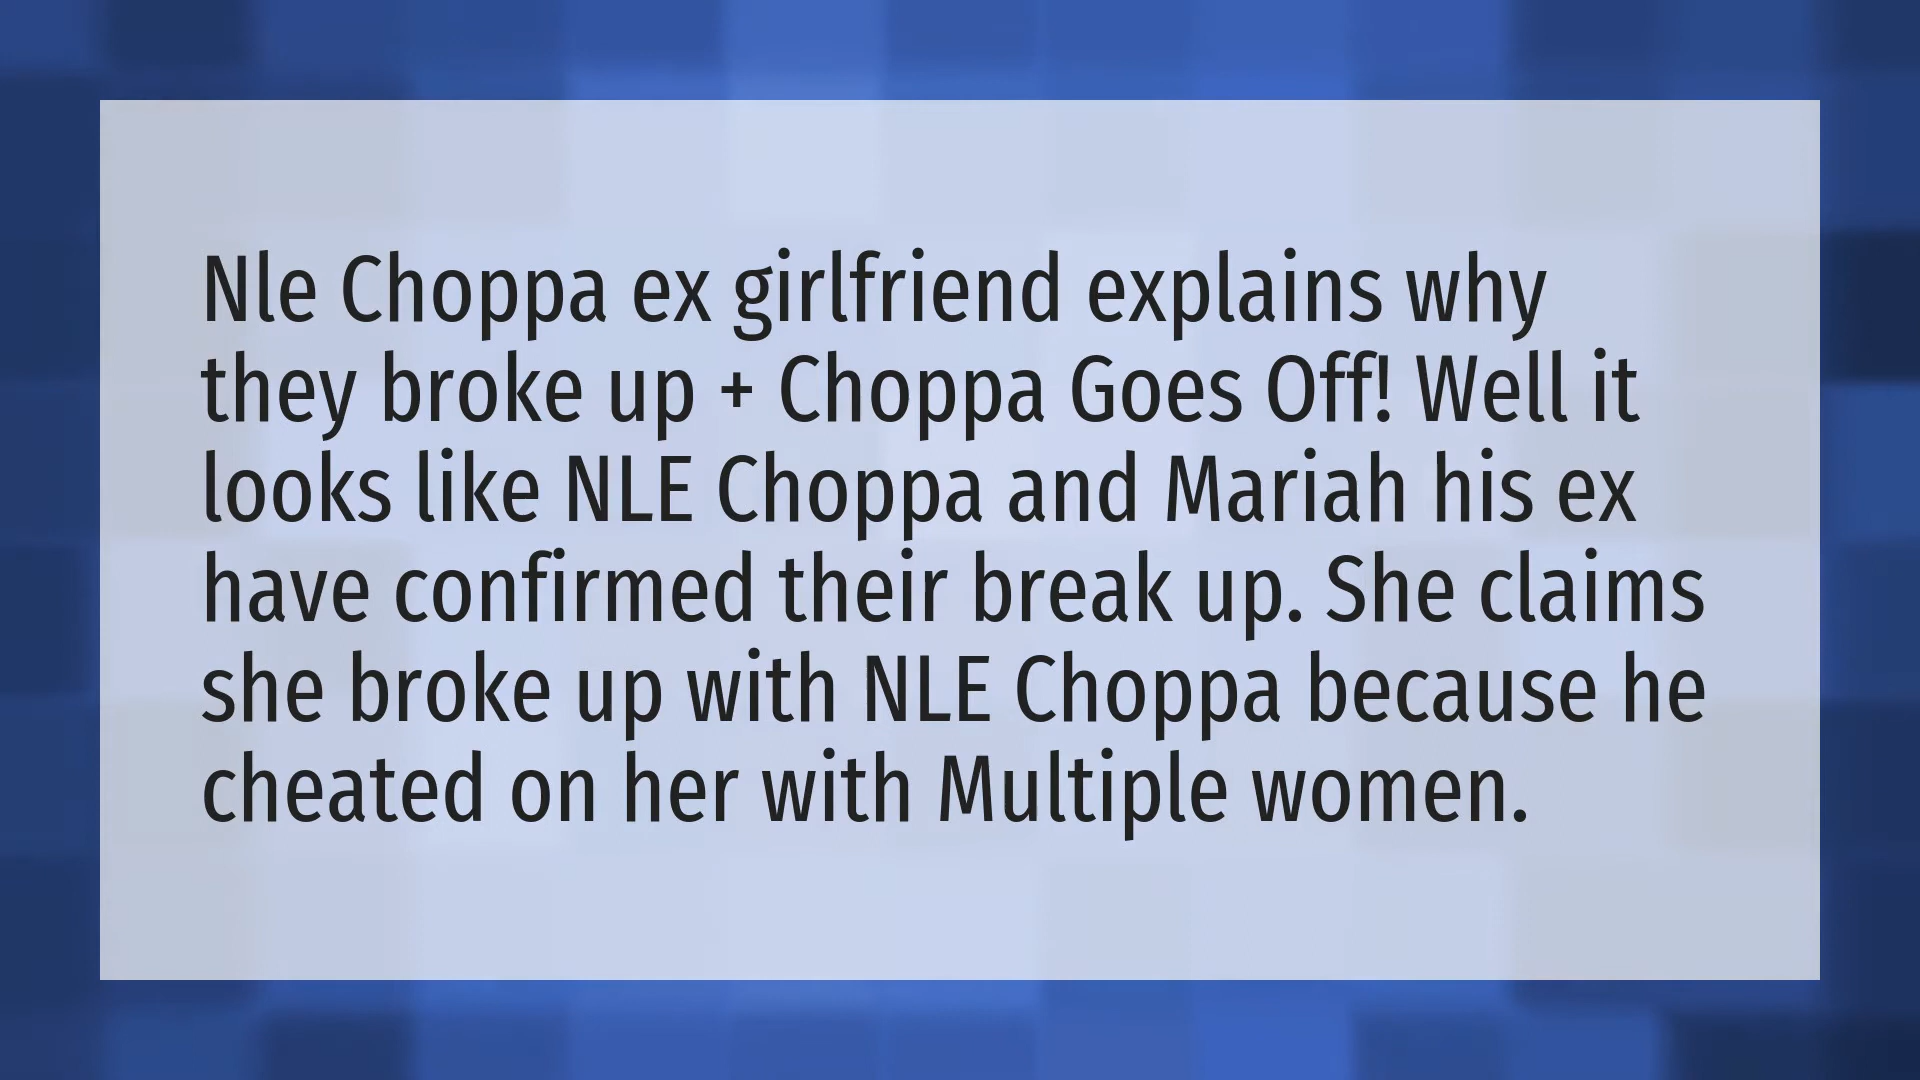 Nle Choppa ex girlfriend explains why
they broke up + Choppa Goes Off! Well it
looks like NLE Choppa and Mariah his ex
have confirmed their break up. She claims
she broke up with NLE Choppa because he
cheated on her with Multiple women.